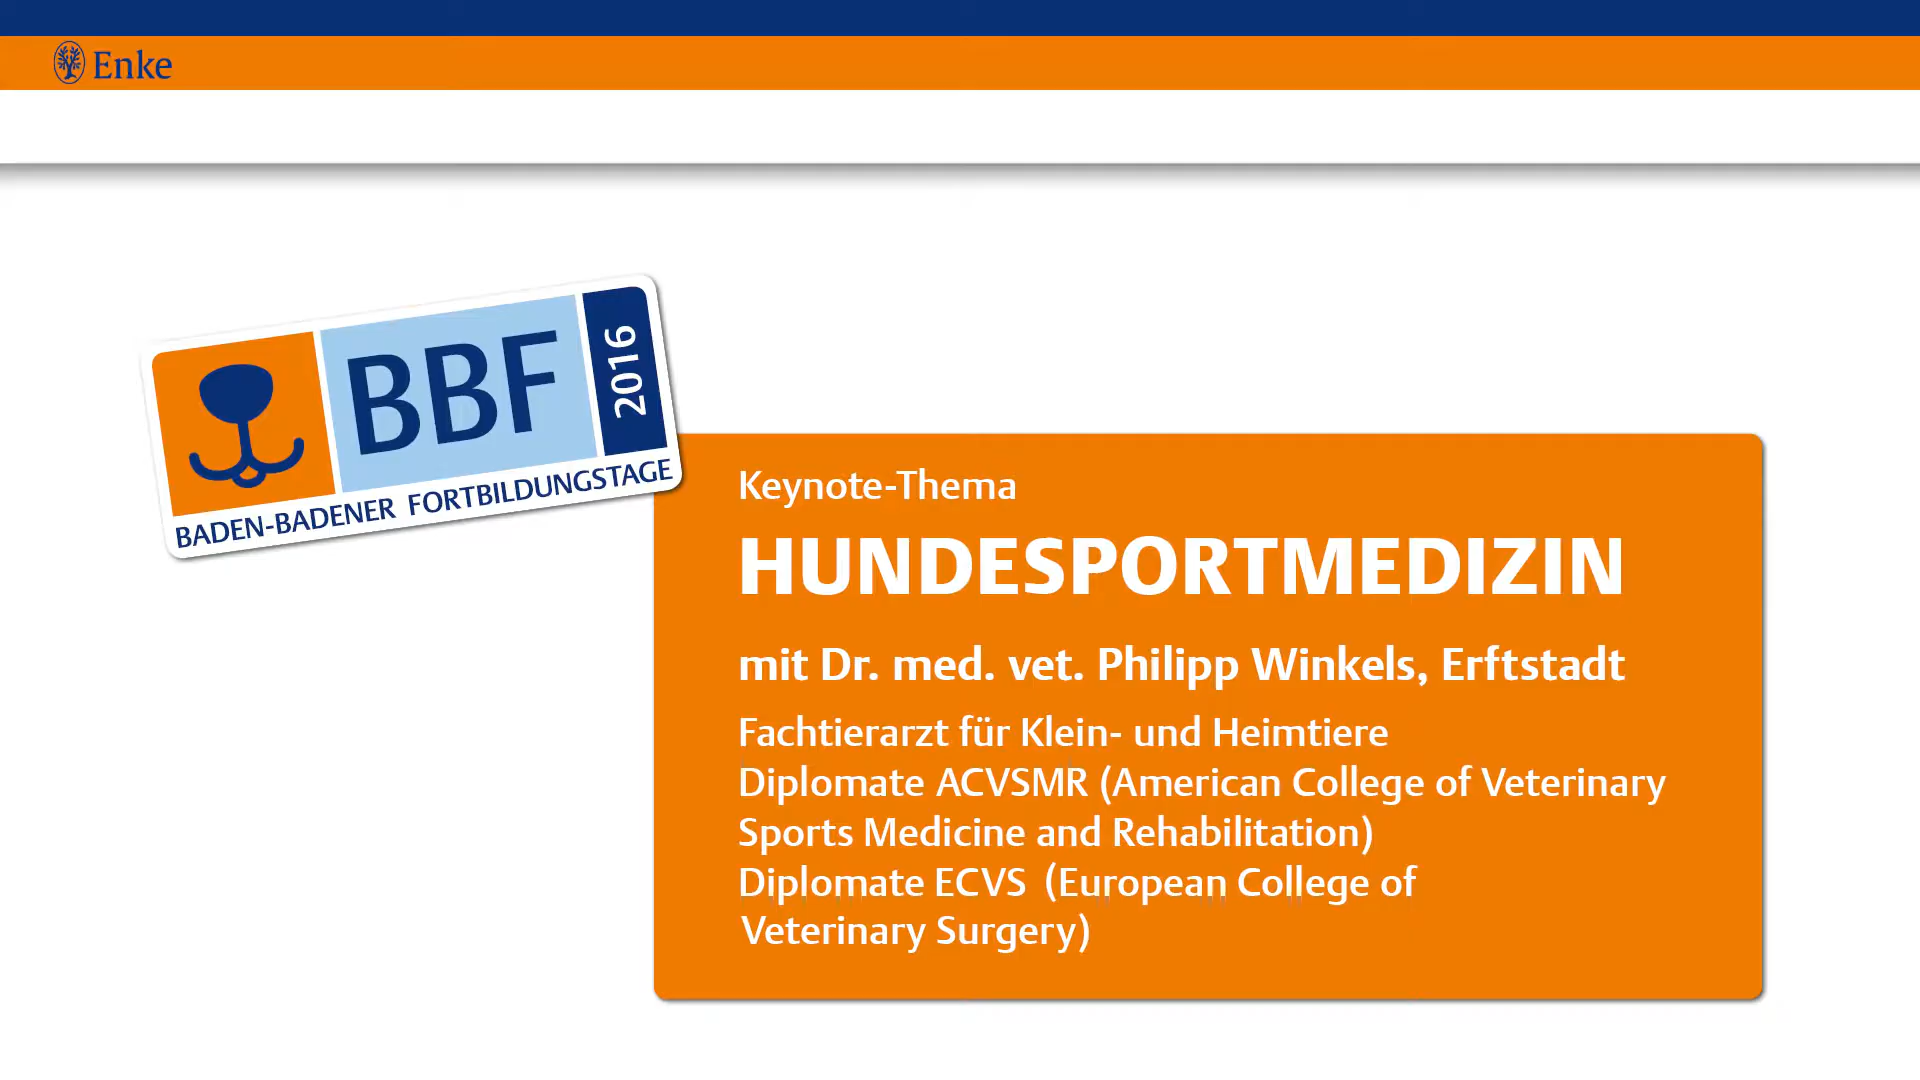 Enke
BBF
2016
BADEN-BADENER FORTBILDUNGSTAGE
Keynote-Thema
HUNDESPORTMEDIZIN
mit Dr. med. vet. Philipp Winkels, Erftstadt
Fachtierarzt für Klein- und Heimtiere
Diplomate ACVSMR (American College of Veterinary
Sports Medicine and Rehabilitation)
Diplomate ECVS (European College of
Veterinary Surgery)